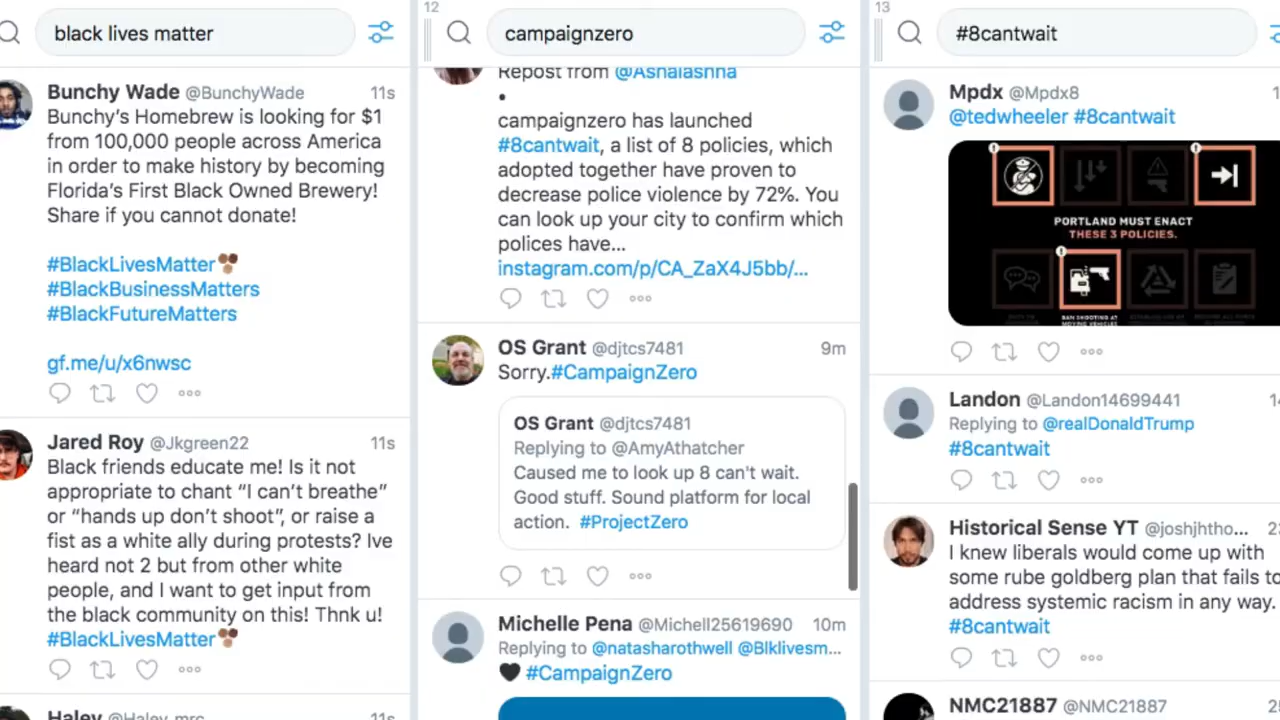 black lives matter
Bunchy Wade @BunchyWade 11s
Bunchy's Homebrew is looking for $1
from 100,000 people across America
in order to make history by becoming
Florida's First Black Owned Brewery!
Share if you cannot donate!
#BlackLivesMatter
#BlackBusinessMatters
#BlackFutureMatters
gf.me/u/x6nwsc
Jared Roy @Jkgreen22 11s
Black friends educate me! Is it not
appropriate to chant “I can't breathe”
or “hands up don't shoot”, or raise a
fist as a white ally during protests? Ive
heard not 2 but from other white
people, and I want to get input from
the black community on this! Thnk u!
#BlackLivesMatter
Haley @Haley_mrc 11s
12
campaignzero
Repost from @Ashalashha
•
campaignzero has launched
#8cantwait, a list of 8 policies, which
adopted together have proven to
decrease police violence by 72%. You
can look up your city to confirm which
polices have...
instagram.com/p/CA_ZaX4J5bb/...
OS Grant @djtcs7481 9m
Sorry.#CampaignZero
OS Grant @djtcs7481
Replying to @AmyAthatcher
Caused me to look up 8 can't wait.
Good stuff. Sound platform for local
action. #ProjectZero
Michelle Pena @Michell25619690 10m
Replying to @natasharothwell @Blklivesm...
#CampaignZero
13
#8cantwait
Mpdx @Mpdx8
@tedwheeler #8cantwait
PORTLAND MUST ENACT
THESE 3 POLICIES.
BAN SHOOTING AT
MOVING VEHICLES
Landon @Landon14699441
Replying to @realDonaldTrump
#8cantwait
Historical Sense YT @joshjhtho...
I knew liberals would come up with
some rube goldberg plan that fails to
address systemic racism in any way.
#8cantwait
NMC21887 @NMC21887